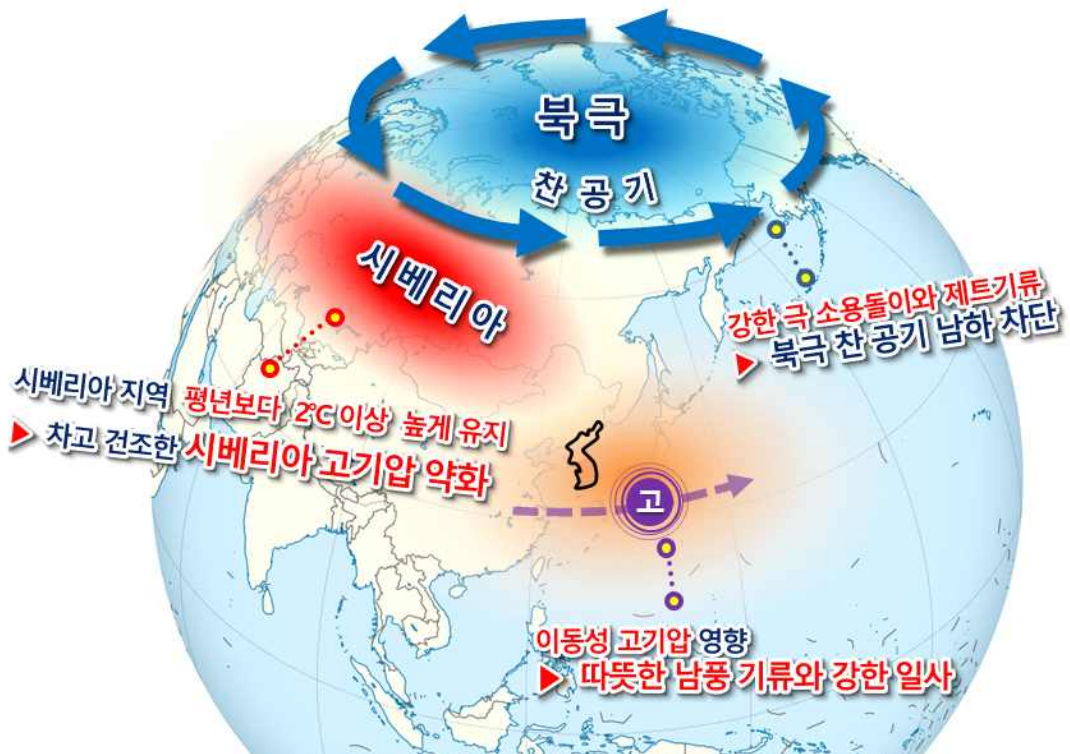 북극
찬 공기
시베리아
강한 극 소용돌이와 제트기류
▶ 북극 찬 공기 남하 차단
시베리아 지역 평년보다 2℃ 이상 높게 유지
▶ 차고 건조한 시베리아 고기압 약화
고
이동성 고기압 영향
▶ 따뜻한 남풍 기류와 강한 일사